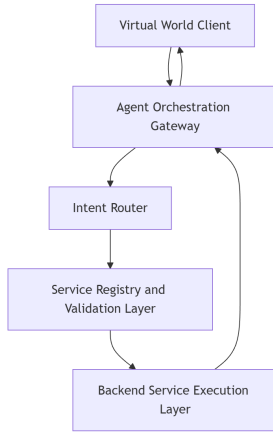 Virtual World Client
Agent Orchestration
Gateway
Intent Router
Service Registry and
Validation Layer
Backend Service Execution
Layer